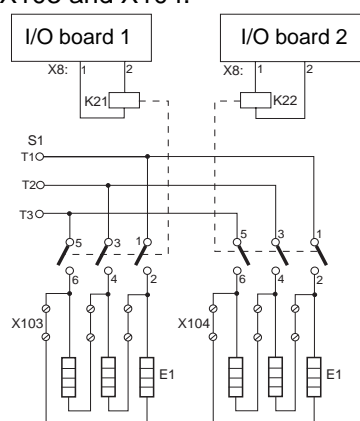 X103 and X104.
I/O board 1 I/O board 2
X8: 1 2 X8: 1 2
K21 K22
S1
T1
T2
T3
5 3 1 5 3 1
6 4 2 6 4 2
X103 X104
E1 E1